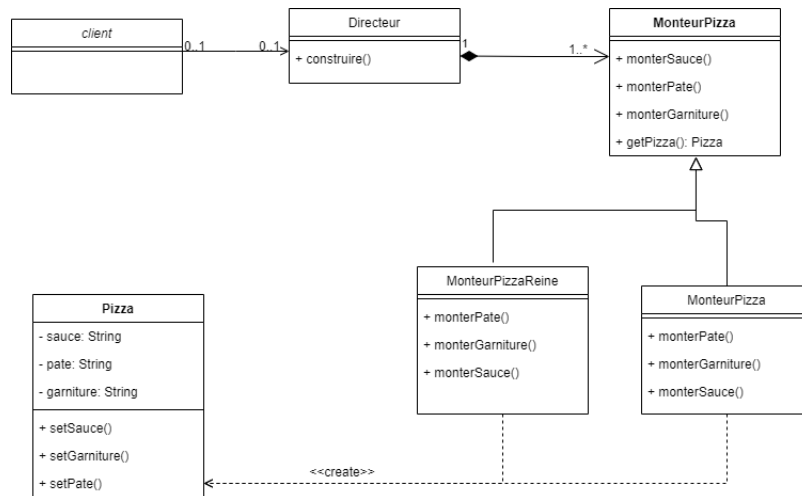 client
0..1
0..1
Directeur
+ construire()
1
1..*
MonteurPizza
+ monterSauce()
+ monterPate()
+ monterGarniture()
+ getPizza(): Pizza
MonteurPizzaReine
+ monterPate()
+ monterGarniture()
+ monterSauce()
MonteurPizza
+ monterPate()
+ monterGarniture()
+ monterSauce()
Pizza
- sauce: String
- pate: String
- garniture: String
+ setSauce()
+ setGarniture()
+ setPate()
<<create>>